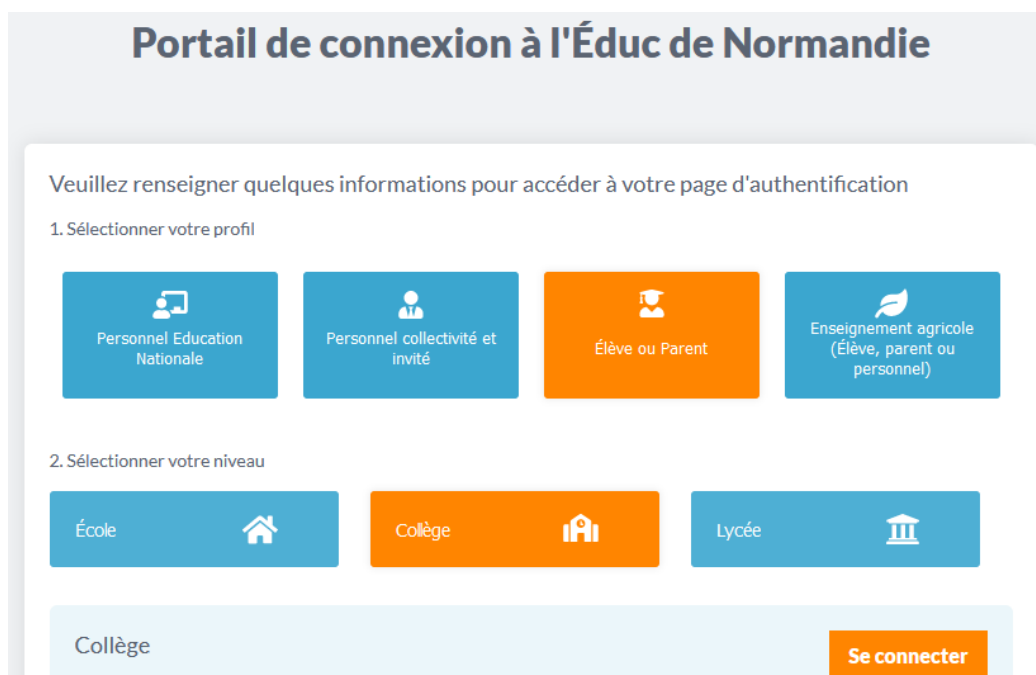 Portail de connexion à l'Éduc de Normandie
Veuillez renseigner quelques informations pour accéder à votre page d'authentification
1. Sélectionner votre profil
Personnel Education
Nationale
Personnel collectivité et
invité
Élève ou Parent
Enseignement agricole
(Élève, parent ou
personnel)
2. Sélectionner votre niveau
École
Collège
Lycée
Collège
Se connecter